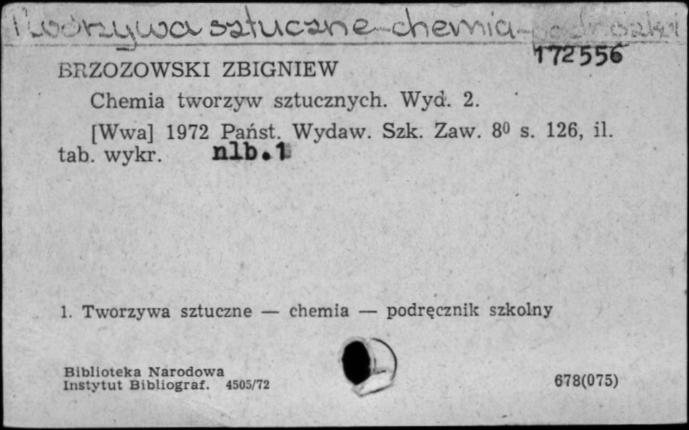 Tworzywa sztuczne - chemia -
172556
BRZOZOWSKI ZBIGNIEW
Chemia tworzyw sztucznych. Wyd. 2.
[Wwa] 1972 Państ. Wydaw. Szk. Zaw. 8⁰ s. 126, il.
tab. wykr. nlb.1
1. Tworzywa sztuczne — chemia — podręcznik szkolny
Biblioteka Narodowa
Instytut Bibliograf. 4505/72
678(075)